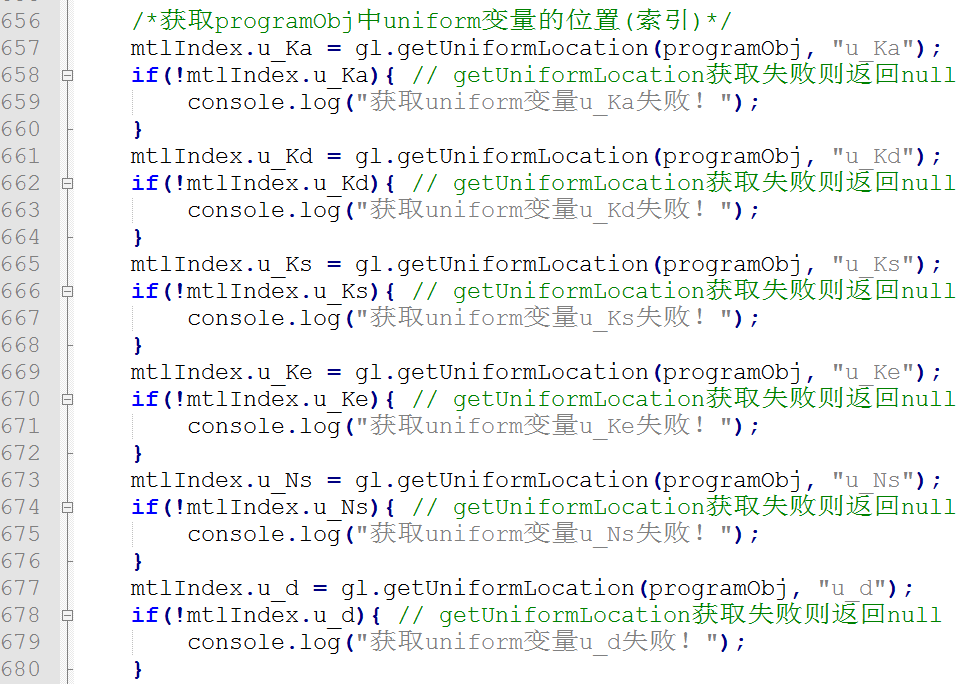 656 /*获取programObj中uniform变量的位置(索引)*/
657 mtlIndex.u_Ka = gl.getUniformLocation(programObj, "u_Ka");
658 if(!mtlIndex.u_Ka){ // getUniformLocation获取失败则返回null
659 console.log("获取uniform变量u_Ka失败！");
660 }
661 mtlIndex.u_Kd = gl.getUniformLocation(programObj, "u_Kd");
662 if(!mtlIndex.u_Kd){ // getUniformLocation获取失败则返回null
663 console.log("获取uniform变量u_Kd失败！");
664 }
665 mtlIndex.u_Ks = gl.getUniformLocation(programObj, "u_Ks");
666 if(!mtlIndex.u_Ks){ // getUniformLocation获取失败则返回null
667 console.log("获取uniform变量u_Ks失败！");
668 }
669 mtlIndex.u_Ke = gl.getUniformLocation(programObj, "u_Ke");
670 if(!mtlIndex.u_Ke){ // getUniformLocation获取失败则返回null
671 console.log("获取uniform变量u_Ke失败！");
672 }
673 mtlIndex.u_Ns = gl.getUniformLocation(programObj, "u_Ns");
674 if(!mtlIndex.u_Ns){ // getUniformLocation获取失败则返回null
675 console.log("获取uniform变量u_Ns失败！");
676 }
677 mtlIndex.u_d = gl.getUniformLocation(programObj, "u_d");
678 if(!mtlIndex.u_d){ // getUniformLocation获取失败则返回null
679 console.log("获取uniform变量u_d失败！");
680 }